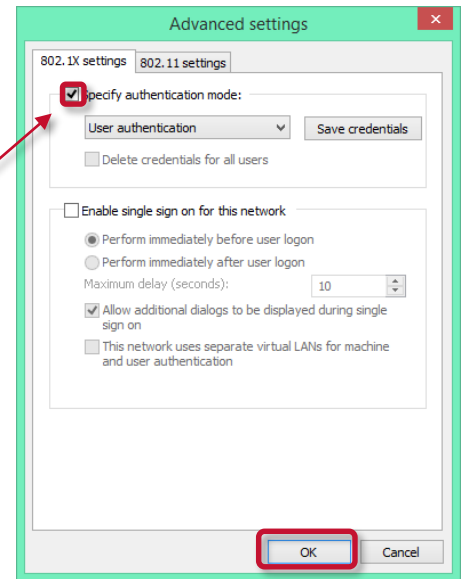 Advanced settings
802.1X settings
802.11 settings
Specify authentication mode:
User authentication
Save credentials
Delete credentials for all users
Enable single sign on for this network
Perform immediately before user logon
Perform immediately after user logon
Maximum delay (seconds):
10
Allow additional dialogs to be displayed during single
sign on
This network uses separate virtual LANs for machine
and user authentication
OK
Cancel